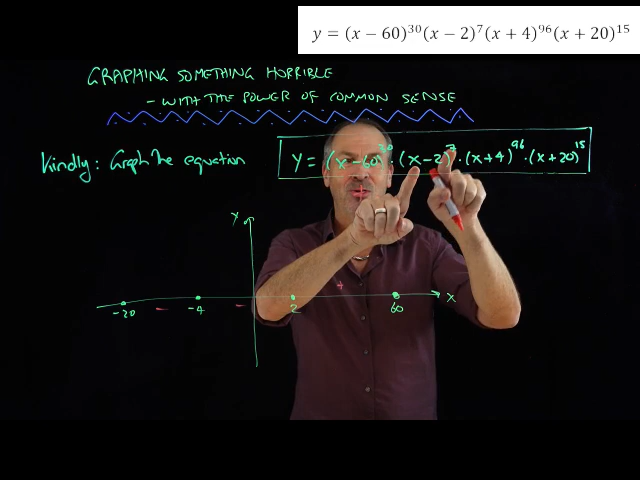 y = (x − 60)³⁰(x − 2)⁷(x + 4)⁹⁶(x + 20)¹⁵
GRAPHING SOMETHING HORRIBLE
- WITH THE POWER OF COMMON SENSE
Kindly: Graph the equation Y = (x-60)³⁰·(x-2)⁷·(x+4)⁹⁶·(x+20)¹⁵
+
Y
+
x
- -
-20 -4 2 60